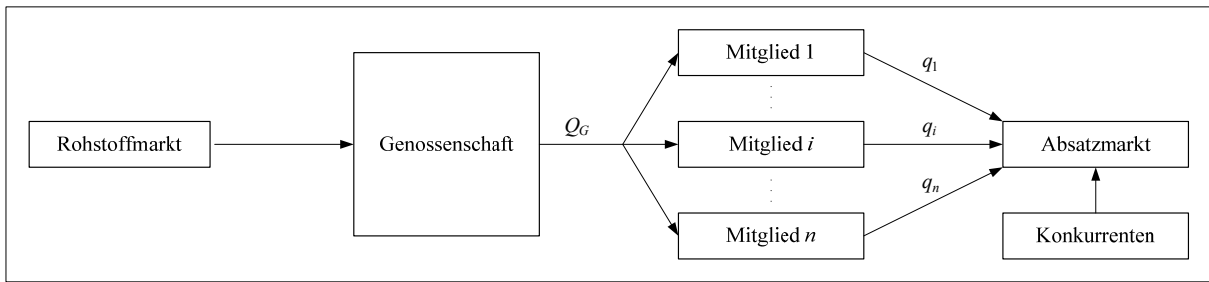 Rohstoffmarkt
Genossenschaft
Q_G
Mitglied 1
Mitglied i
Mitglied n
q_1
q_i
q_n
Absatzmarkt
Konkurrenten